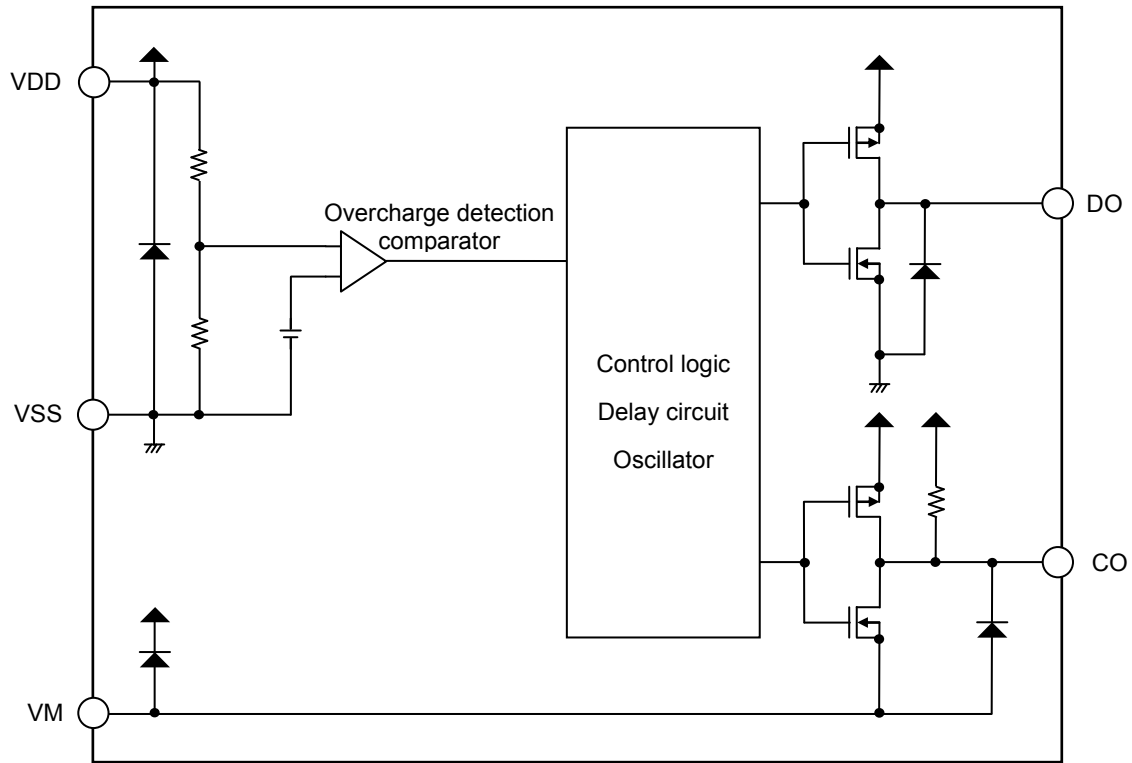 VDD
Overcharge detection
comparator
DO
VSS
Control logic
Delay circuit
Oscillator
CO
VM